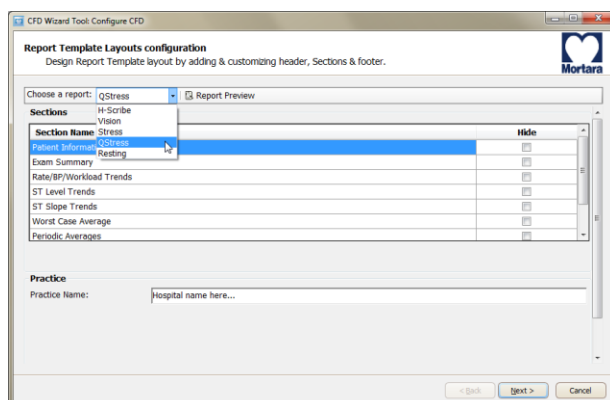 CFD Wizard Tool: Configure CFD
Report Template Layouts configuration
Design Report Template layout by adding & customizing header, Sections & footer.
Mortara
Choose a report: QStress Report Preview
H-Scribe
Vision
Stress
QStress
Resting
Sections
Section Name Hide
Patient Informati
Exam Summary
Rate/BP/Workload Trends
ST Level Trends
ST Slope Trends
Worst Case Average
Periodic Averages
Practice
Practice Name: Hospital name here...
< Back Next > Cancel